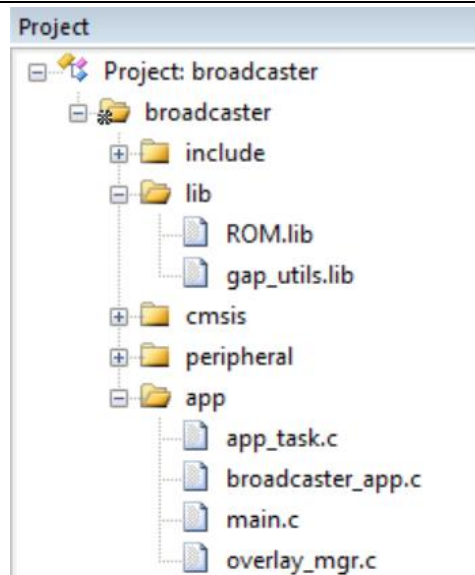 Project
Project: broadcaster
broadcaster
include
lib
ROM.lib
gap_utils.lib
cmsis
peripheral
app
app_task.c
broadcaster_app.c
main.c
overlay_mgr.c